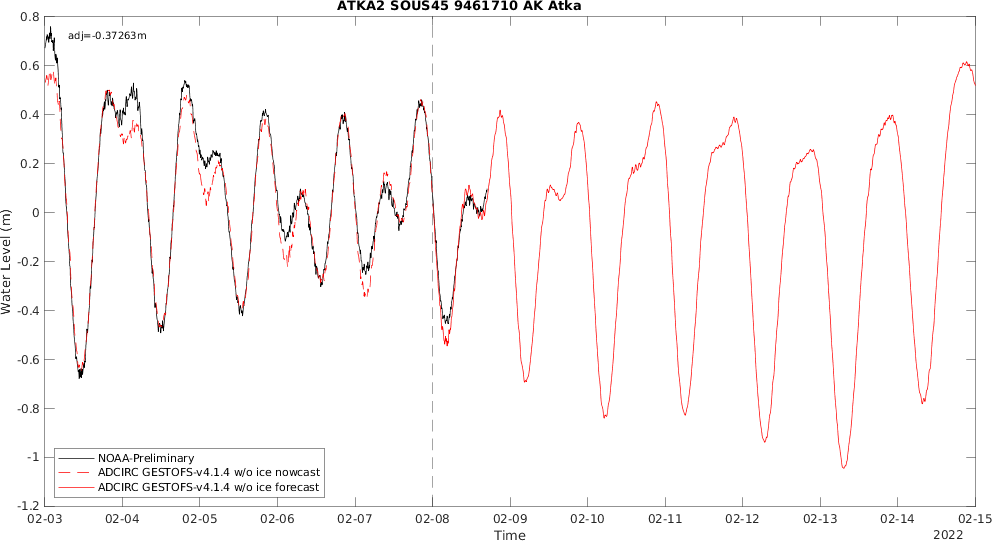 ATKA2 SOUS45 9461710 AK Atka
adj=-0.37263m
0.8
0.6
0.4
0.2
0
-0.2
-0.4
-0.6
-0.8
-1
-1.2
Water Level (m)
NOAA-Preliminary
ADCIRC GESTOFS-v4.1.4 w/o ice nowcast
ADCIRC GESTOFS-v4.1.4 w/o ice forecast
02-03 02-04 02-05 02-06 02-07 02-08 02-09 02-10 02-11 02-12 02-13 02-14 02-15
Time
2022